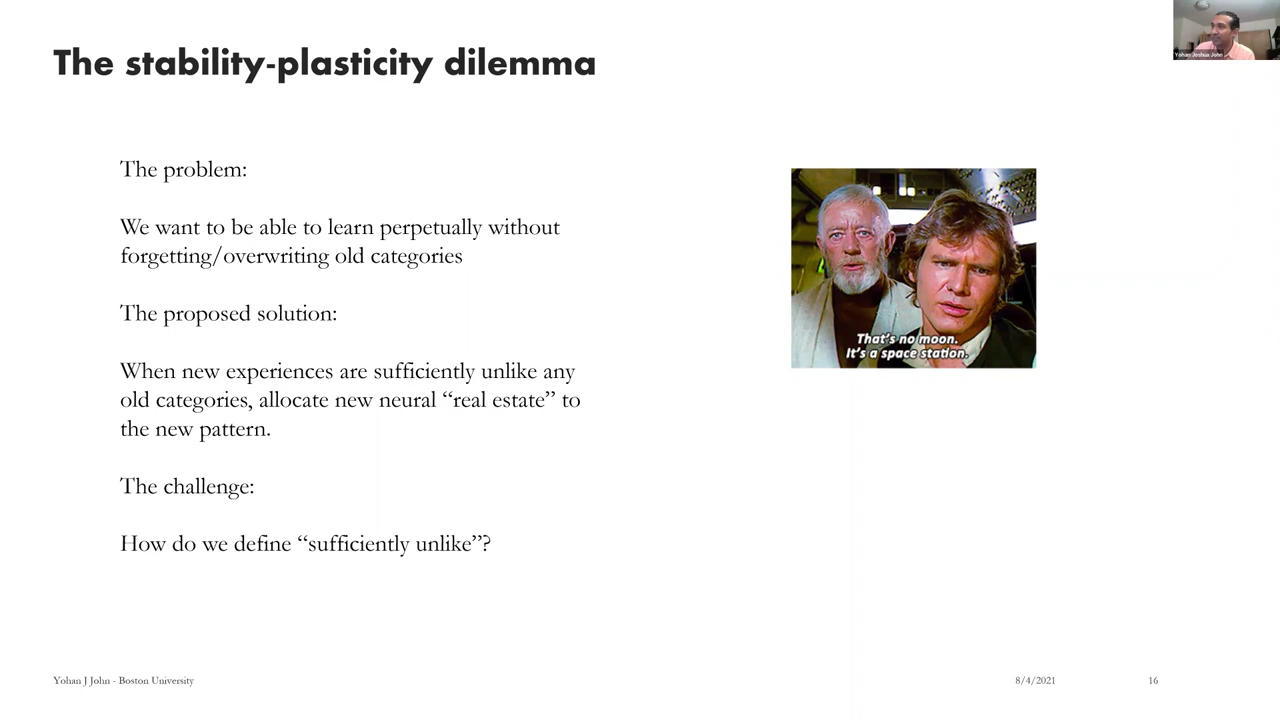 The stability-plasticity dilemma
Yohan Joshua John
The problem:
We want to be able to learn perpetually without
forgetting/overwriting old categories
The proposed solution:
When new experiences are sufficiently unlike any
old categories, allocate new neural “real estate” to
the new pattern.
The challenge:
How do we define “sufficiently unlike”?
That's no moon.
It's a space station.
Yohan J John - Boston University
8/4/2021
16